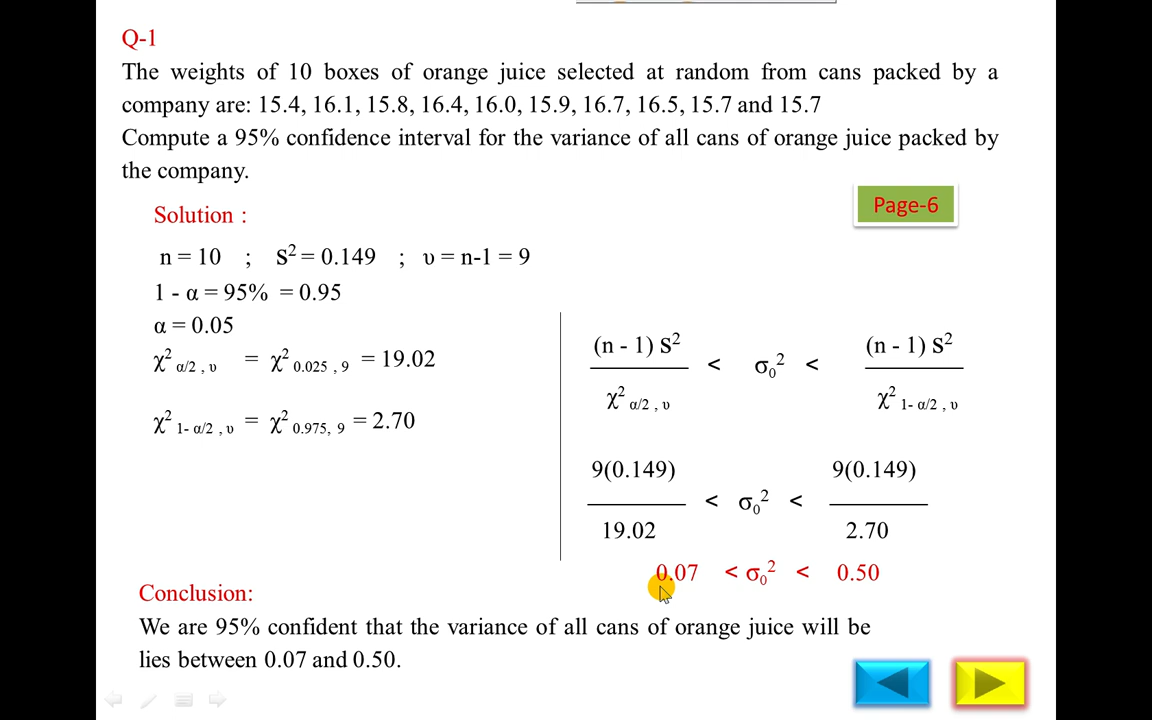 Q-1
The weights of 10 boxes of orange juice selected at random from cans packed by a
company are: 15.4, 16.1, 15.8, 16.4, 16.0, 15.9, 16.7, 16.5, 15.7 and 15.7
Compute a 95% confidence interval for the variance of all cans of orange juice packed by
the company.
Page-6
Solution :
n = 10 ; S² = 0.149 ; υ = n-1 = 9
1 - α = 95% = 0.95
α = 0.05
χ² α/2 , υ = χ² 0.025 , 9 = 19.02
χ² 1- α/2 , υ = χ² 0.975, 9 = 2.70
(n - 1) S² (n - 1) S²
< σ₀² <
χ² α/2 , υ χ² 1- α/2 , υ
9(0.149) 9(0.149)
< σ₀² <
19.02 2.70
0.07 < σ₀² < 0.50
Conclusion:
We are 95% confident that the variance of all cans of orange juice will be
lies between 0.07 and 0.50.